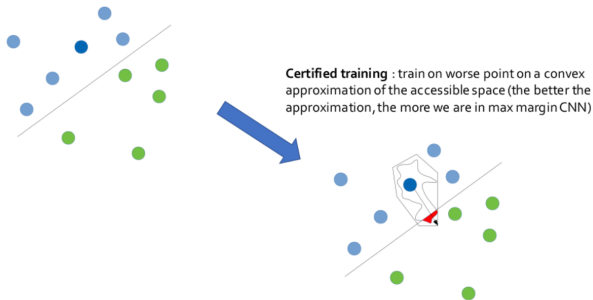 Certified training : train on worse point on a convex
approximation of the accessible space (the better the
approximation, the more we are in max margin CNN)